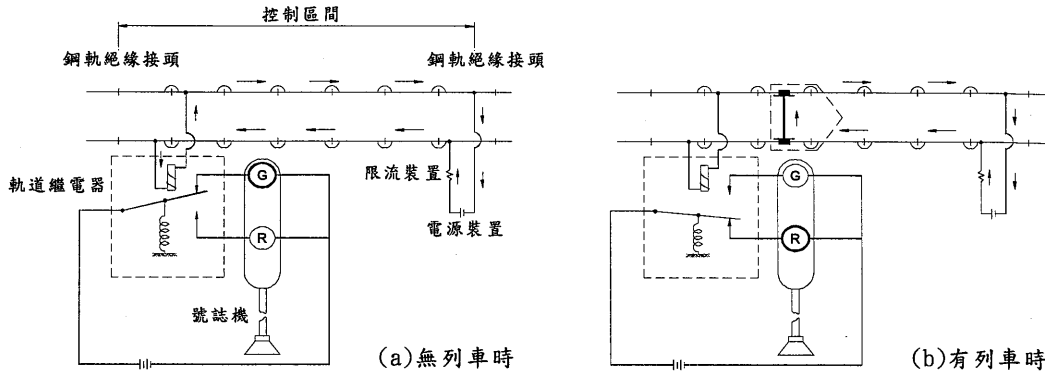 控制區間
鋼軌絕緣接頭
鋼軌絕緣接頭
軌道繼電器
G
限流裝置
電源裝置
R
號誌機
(a)無列車時
G
R
(b)有列車時